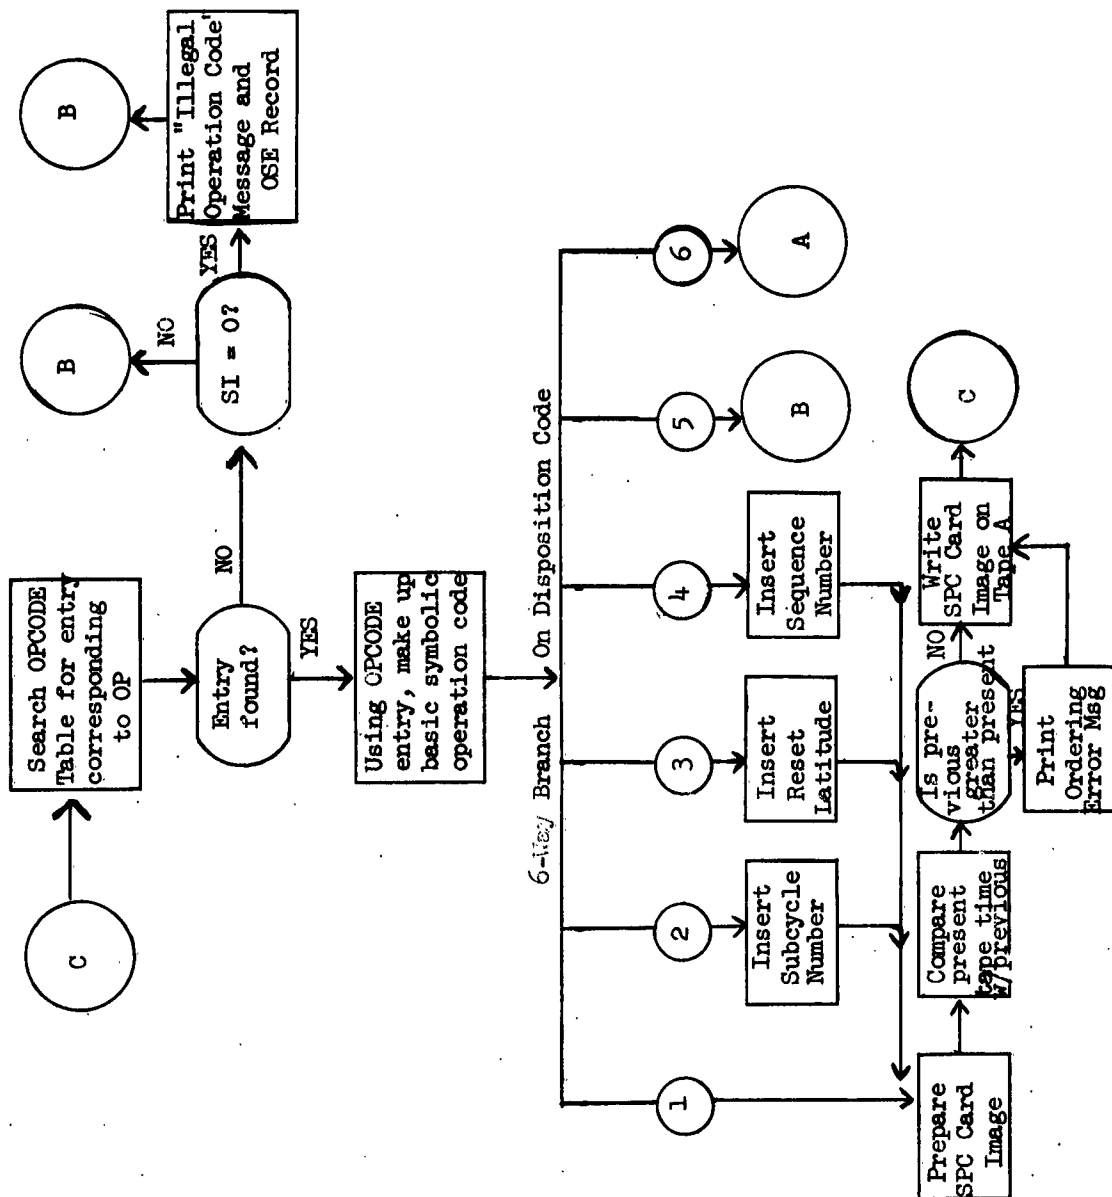 C
Search OPCODE
Table for entry
corresponding
to OP
Entry
found?
NO
YES
SI = 0?
NO
YES
B
Print "Illegal
Operation Code"
Message and
OSE Record
B
Using OPCODE
entry, make up
basic symbolic
operation code
6-Way Branch On Disposition Code
1
2
3
4
5
6
Insert
Subcycle
Number
Insert
Reset
Latitude
Insert
Sequence
Number
B
A
Prepare
SPC Card
Image
Compare
present
tape time
w/previous
Is pre-
vious
greater
than present
NO
YES
Write
SPC Card
Image on
Tape A
C
Print
Ordering
Error Msg